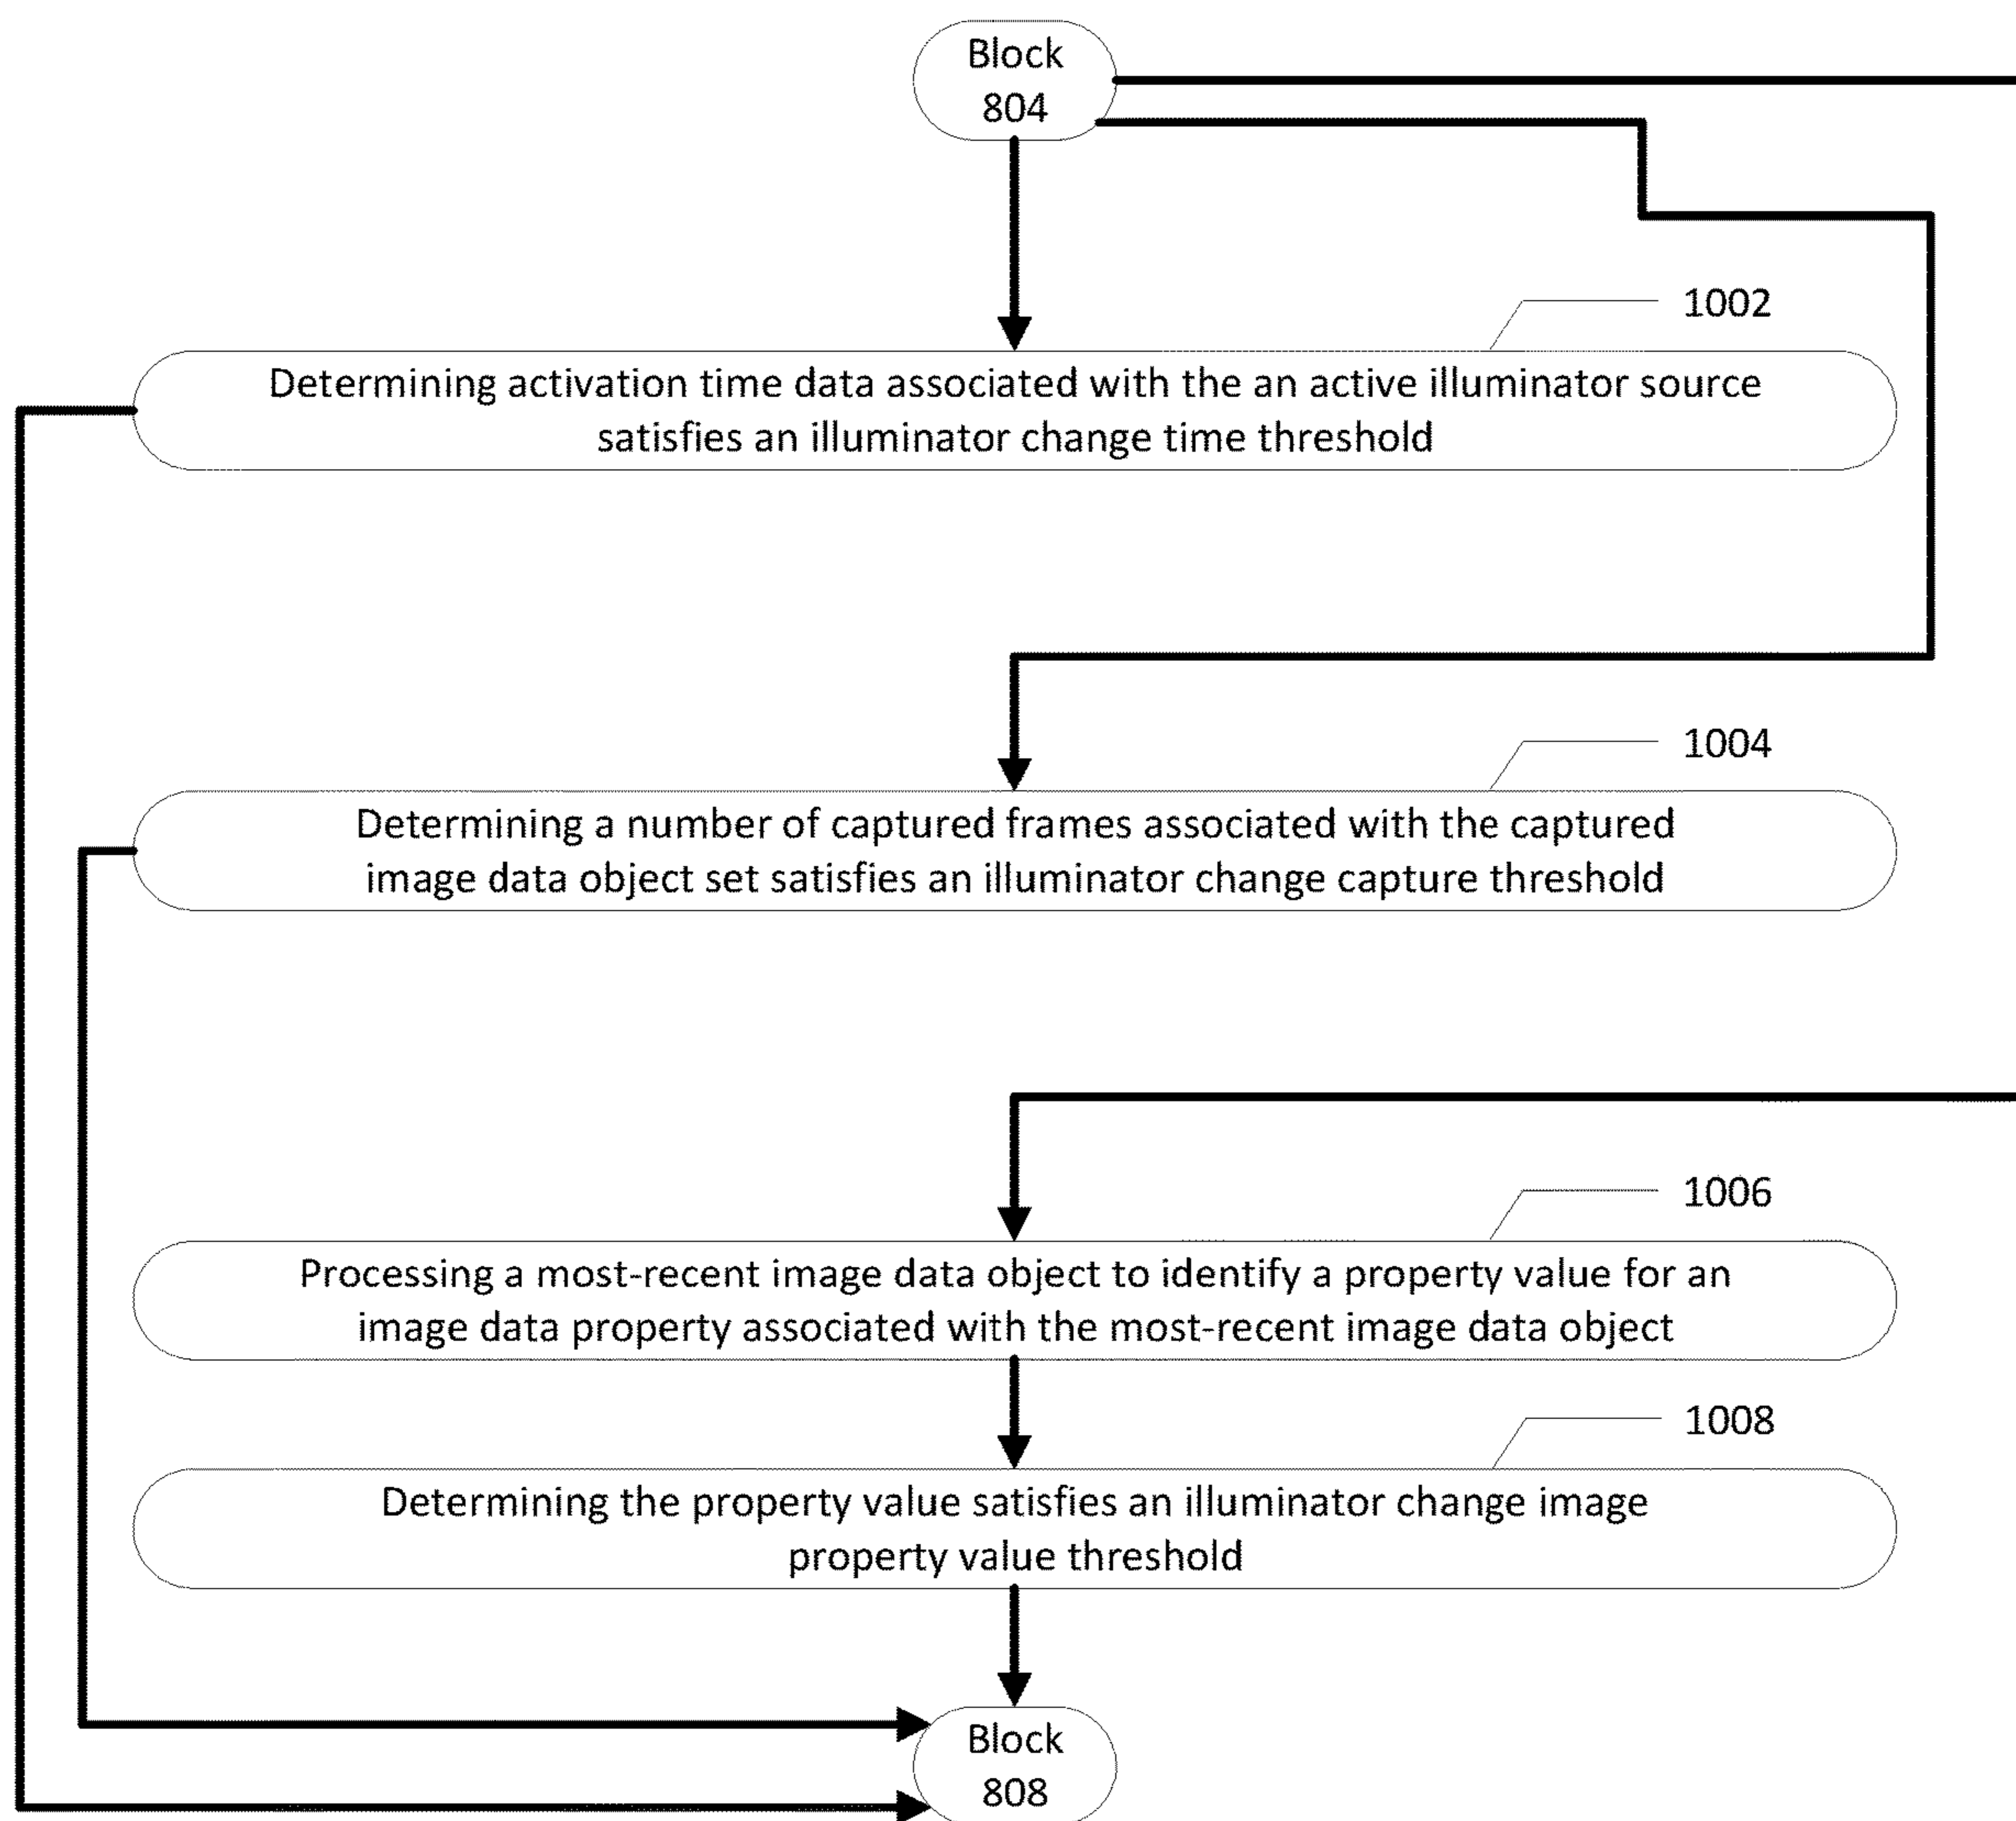 Block
804
1002
Determining activation time data associated with the an active illuminator source
satisfies an illuminator change time threshold
1004
Determining a number of captured frames associated with the captured
image data object set satisfies an illuminator change capture threshold
1006
Processing a most-recent image data object to identify a property value for an
image data property associated with the most-recent image data object
1008
Determining the property value satisfies an illuminator change image
property value threshold
Block
808